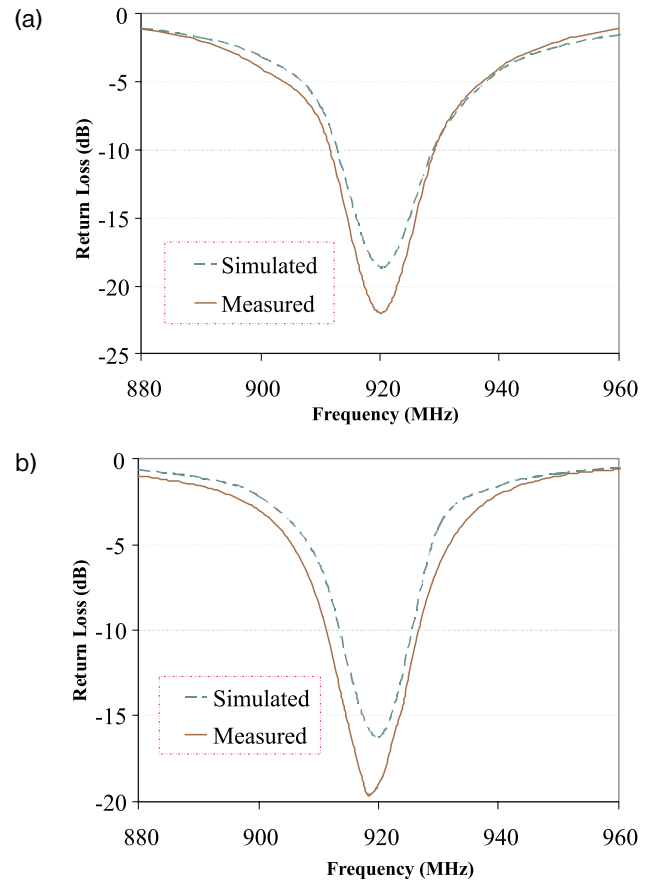 (a)
0
-5
-10
-15
-20
-25
Return Loss (dB)
Simulated
Measured
880 900 920 940 960
Frequency (MHz)
b)
0
-5
-10
-15
-20
Return Loss (dB)
Simulated
Measured
880 900 920 940 960
Frequency (MHz)